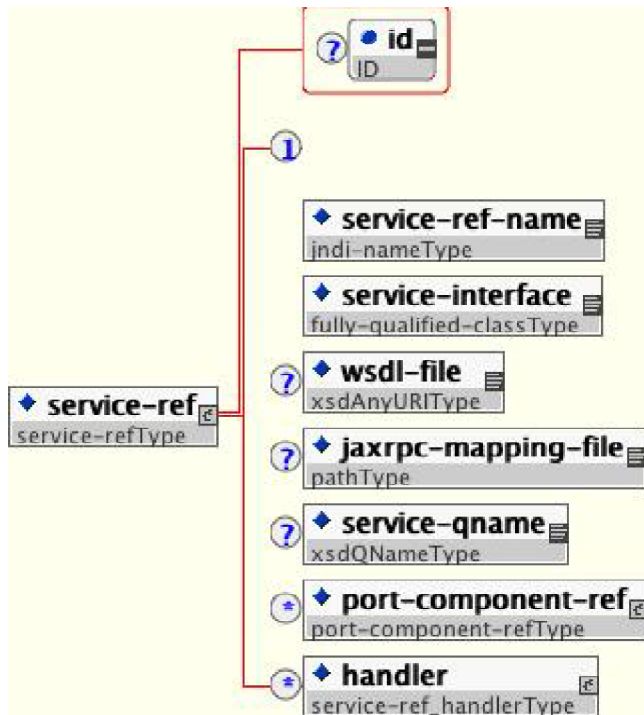 ? id
ID
1
service-ref-name
jndi-nameType
service-interface
fully-qualified-classType
? wsdl-file
xsdAnyURIType
service-ref
service-refType
? jaxrpc-mapping-file
pathType
? service-qname
xsdQNameType
* port-component-ref
port-component-refType
* handler
service-ref_handlerType